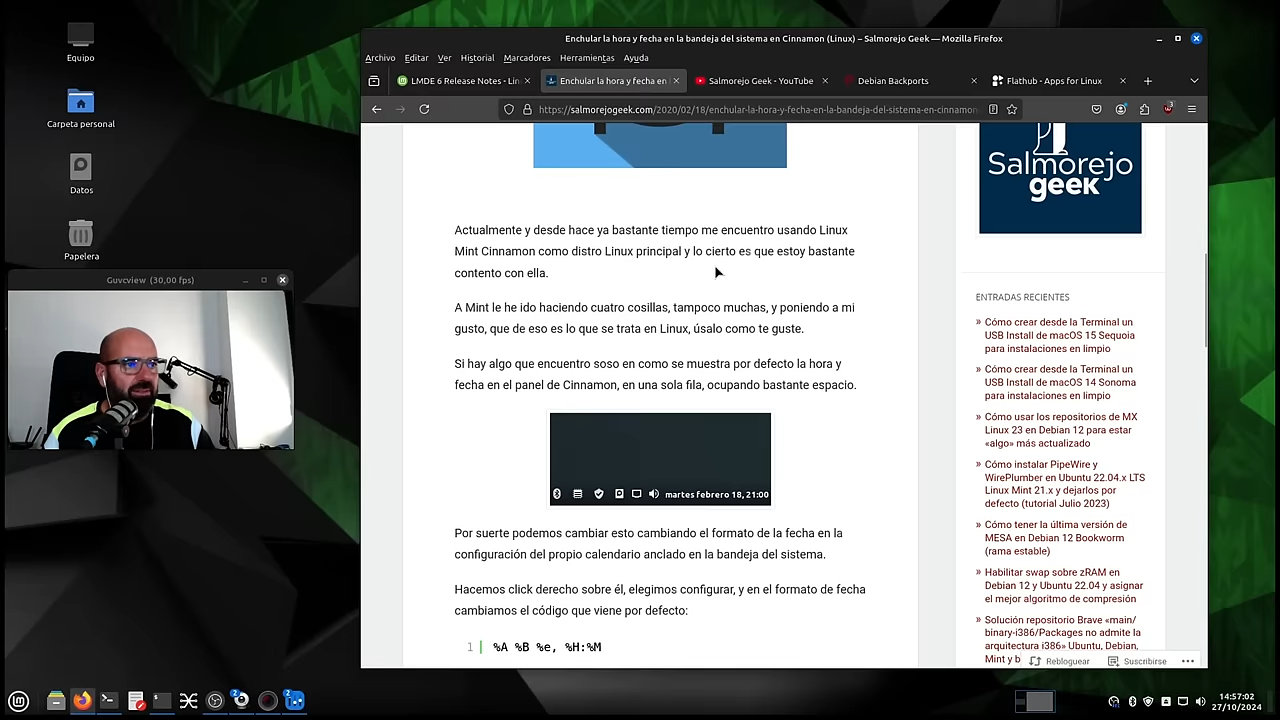 Equipo
Carpeta personal
Datos
Papelera
Guvcview (30,00 fps)
Enchular la hora y fecha en la bandeja del sistema en Cinnamon (Linux) – Salmorejo Geek — Mozilla Firefox
Archivo Editar Ver Historial Marcadores Herramientas Ayuda
LMDE 6 Release Notes - Lin
Enchular la hora y fecha en
Salmorejo Geek - YouTube
Debian Backports
Flathub - Apps for Linux
https://salmorejogeek.com/2020/02/18/enchular-la-hora-y-fecha-en-la-bandeja-del-sistema-en-cinnamon
Actualmente y desde hace ya bastante tiempo me encuentro usando Linux
Mint Cinnamon como distro Linux principal y lo cierto es que estoy bastante
contento con ella.
A Mint le he ido haciendo cuatro cosillas, tampoco muchas, y poniendo a mi
gusto, que de eso es lo que se trata en Linux, úsalo como te guste.
Si hay algo que encuentro soso en como se muestra por defecto la hora y
fecha en el panel de Cinnamon, en una sola fila, ocupando bastante espacio.
martes febrero 18, 21:00
Por suerte podemos cambiar esto cambiando el formato de la fecha en la
configuración del propio calendario anclado en la bandeja del sistema.
Hacemos click derecho sobre él, elegimos configurar, y en el formato de fecha
cambiamos el código que viene por defecto:
1 %A %B %e, %H:%M
Salmorejo
geek
ENTRADAS RECIENTES
» Cómo crear desde la Terminal un
USB Install de macOS 15 Sequoia
para instalaciones en limpio
» Cómo crear desde la Terminal un
USB Install de macOS 14 Sonoma
para instalaciones en limpio
» Cómo usar los repositorios de MX
Linux 23 en Debian 12 para estar
«algo» más actualizado
» Cómo instalar PipeWire y
WirePlumber en Ubuntu 22.04.x LTS
Linux Mint 21.x y dejarlos por
defecto (tutorial Julio 2023)
» Cómo tener la última versión de
MESA en Debian 12 Bookworm
(rama estable)
» Habilitar swap sobre zRAM en
Debian 12 y Ubuntu 22.04 y asignar
el mejor algoritmo de compresión
» Solución repositorio Brave «main/
binary-i386/Packages no admite la
arquitectura i386» Ubuntu, Debian,
Mint y b
Rebloguear
Suscribirse
14:57:02
27/10/2024